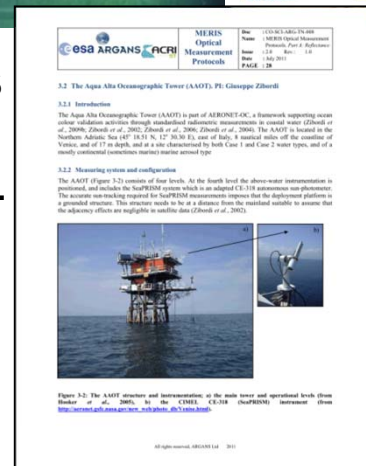 esa ARGANS ACRI
MERIS
Optical
Measurement
Protocols
Doc : CO-SCI-ARG-TN-008
Name : MERIS Optical Measurement
Protocols. Part A: Reflectance
Issue : 2.0 Rev.: 1.0
Date : July 2011
PAGE : 28
3.2 The Aqua Alta Oceanographic Tower (AAOT). PI: Giuseppe Zibordi
3.2.1 Introduction
The Aqua Alta Oceanographic Tower (AAOT) is part of AERONET-OC, a framework supporting ocean
colour validation activities through standardised radiometric measurements in coastal water (Zibordi et
al., 2009b; Zibordi et al., 2002; Zibordi et al., 2006; Zibordi et al., 2004). The AAOT is located in the
Northern Adriatic Sea (45° 18.51 N, 12° 30.30 E), east of Italy, 8 nautical miles off the coastline of
Venice, and of 17 m depth, and at a site characterised by both Case 1 and Case 2 water types, and of a
mostly continental (sometimes marine) marine aerosol type
3.2.2 Measuring system and configuration
The AAOT (Figure 3-2) consists of four levels. At the fourth level the above-water instrumentation is
positioned, and includes the SeaPRISM system which is an adapted CE-318 autonomous sun-photometer.
The accurate sun-tracking required for SeaPRISM measurements imposes that the deployment platform is
a grounded structure. This structure needs to be at a distance from the mainland suitable to assume that
the adjacency effects are negligible in satellite data (Zibordi et al., 2002).
a)
b)
Figure 3-2: The AAOT structure and instrumentation; a) the main tower and operational levels (from
Hooker et al., 2005), b) the CIMEL CE-318 (SeaPRISM) instrument (from
http://aeronet.gsfc.nasa.gov/new_web/photo_db/Venise.html).
All rights reserved, ARGANS Ltd 2011